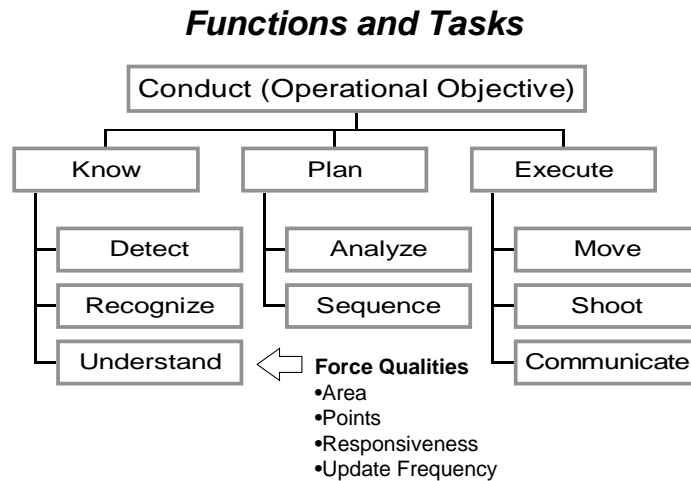 Functions and Tasks
Conduct (Operational Objective)
Know
Plan
Execute
Detect
Analyze
Move
Recognize
Sequence
Shoot
Understand
Communicate
Force Qualities
•Area
•Points
•Responsiveness
•Update Frequency